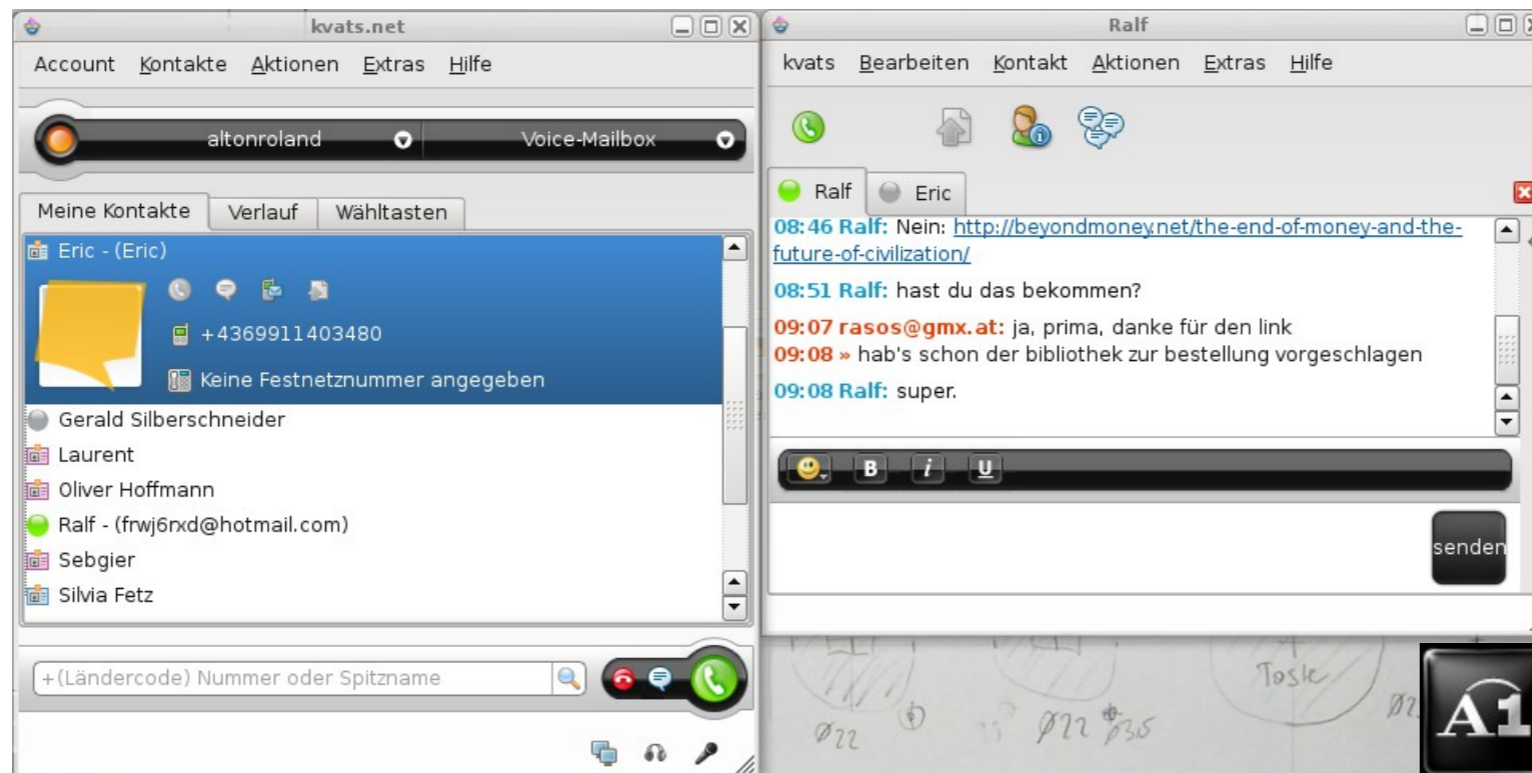 kvats.net
Account Kontakte Aktionen Extras Hilfe
altonroland Voice-Mailbox
Meine Kontakte Verlauf Wähltasten
Eric - (Eric)
+4369911403480
Keine Festnetznummer angegeben
Gerald Silberschneider
Laurent
Oliver Hoffmann
Ralf - (frwj6rxd@hotmail.com)
Sebgier
Silvia Fetz
+(Ländercode) Nummer oder Spitzname
Ralf
kvats Bearbeiten Kontakt Aktionen Extras Hilfe
Ralf Eric
08:46 Ralf: Nein: http://beyondmoney.net/the-end-of-money-and-the-
future-of-civilization/
08:51 Ralf: hast du das bekommen?
09:07 rasos@gmx.at: ja, prima, danke für den link
09:08 » hab's schon der bibliothek zur bestellung vorgeschlagen
09:08 Ralf: super.
B i U
senden
Ø22 Ø22
A1